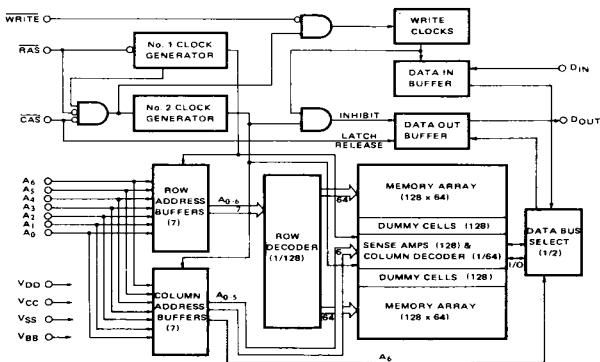 WRITE
RAS
CAS
No. 1 CLOCK
GENERATOR
No. 2 CLOCK
GENERATOR
WRITE
CLOCKS
DATA IN
BUFFER
DIN
INHIBIT
LATCH
RELEASE
DATA OUT
BUFFER
DOUT
A6
A5
A4
A3
A2
A1
A0
ROW
ADDRESS
BUFFERS
(7)
A0-6
7
ROW
DECODER
(1/128)
64
MEMORY ARRAY
(128 x 64)
DUMMY CELLS (128)
SENSE AMPS (128) &
COLUMN DECODER (1/64)
DUMMY CELLS (128)
MEMORY ARRAY
(128 x 64)
6
64
I/O
DATA BUS
SELECT
(1/2)
VDD
VCC
VSS
VBB
COLUMN
ADDRESS
BUFFERS
(7)
A0-5
A6